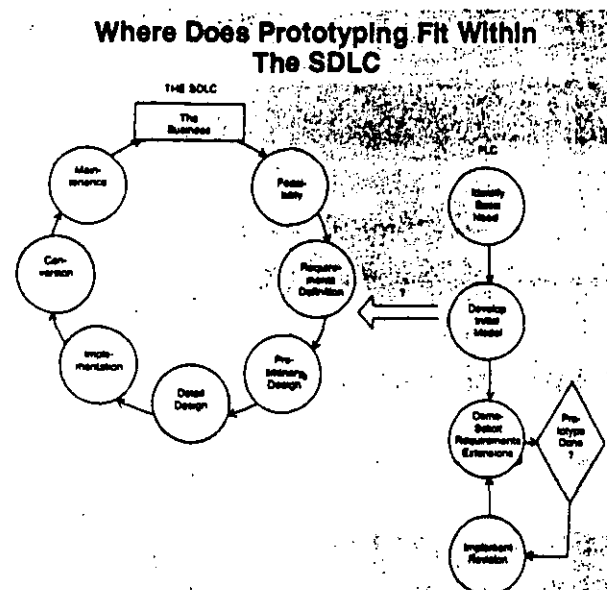 Where Does Prototyping Fit Within
The SDLC
THE SDLC
The
Business
Feasi-
bility
Require-
ments
Definition
Pre-
liminary
Design
Detail
Design
Imple-
mentation
Con-
version
Main-
tenance
?
PLC
Identify
Basic
Need
Develop
Initial
Model
Demo-
Solicit
Requirements
Extensions
Pro-
totype
Done
?
Implement
Revision